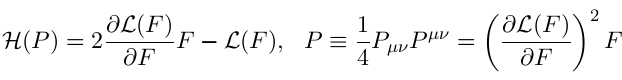 $\mathcal{H}(P) = 2\frac{\partial \mathcal{L}(F)}{\partial F}F - \mathcal{L}(F), \;\; P \equiv \frac{1}{4}P_{\mu\nu}P^{\mu\nu} = \left(\frac{\partial \mathcal{L}(F)}{\partial F}\right)^2 F$